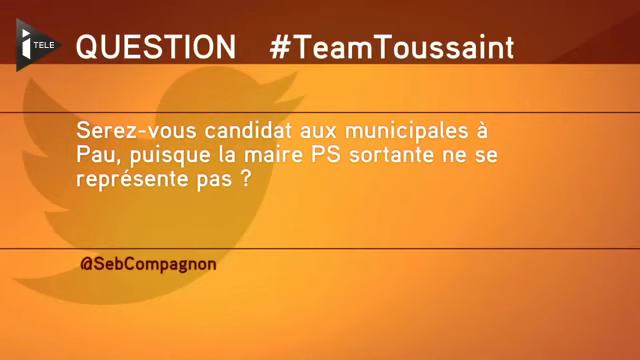 i TELE
QUESTION #TeamToussaint
Serez-vous candidat aux municipales à
Pau, puisque la maire PS sortante ne se
représente pas ?
@SebCompagnon